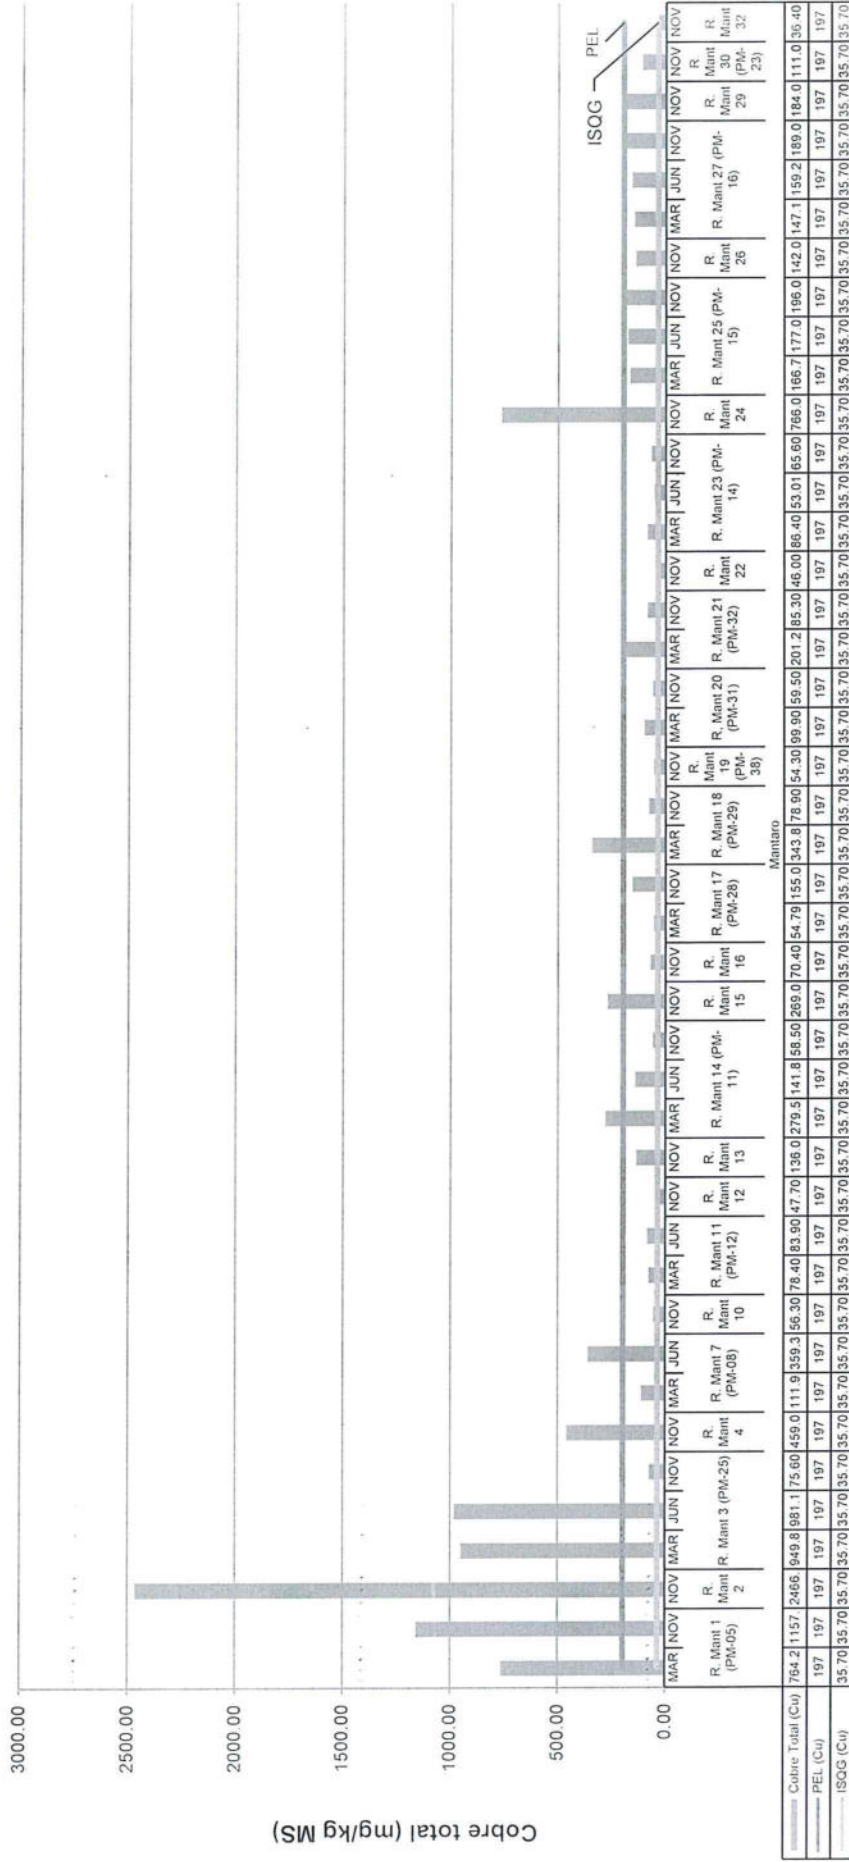 Cobre total (mg/kg MS)
3000.00
2500.00
2000.00
1500.00
1000.00
500.00
0.00
ISQG
PEL
MAR NOV NOV MAR JUN NOV NOV MAR JUN NOV MAR JUN NOV NOV MAR JUN NOV NOV NOV MAR NOV MAR NOV NOV MAR NOV MAR NOV NOV MAR JUN NOV NOV MAR JUN NOV NOV MAR JUN NOV NOV NOV NOV
R. Mant 1 (PM-05)
R. Mant 2
R. Mant 3 (PM-25)
R. Mant 4
R. Mant 7 (PM-08)
R. Mant 10
R. Mant 11 (PM-12)
R. Mant 12
R. Mant 13
R. Mant 14 (PM-11)
R. Mant 15
R. Mant 16
R. Mant 17 (PM-28)
R. Mant 18 (PM-29)
R. Mant 19 (PM-38)
R, Mant 20 (PM-31)
R. Mant 21 (PM-32)
R. Mant 22
R. Mant 23 (PM-14)
R. Mant 24
R. Mant 25 (PM-15)
R. Mant 26
R. Mant 27 (PM-16)
R. Mant 29
R Mant 30 (PM-23)
R Mant 32
Mantaro
Cobre Total (Cu) 764.2 1157. 2466. 949.8 981.1 75.60 459.0 111.9 359.3 56.30 78.40 83.90 47.70 136.0 279.5 141.8 58.50 269.0 70.40 54.79 155.0 343.8 78.90 54.30 99.90 59.50 201.2 85.30 46.00 86.40 53.01 65.60 766.0 166.7 177.0 196.0 142.0 147.1 159.2 189.0 184.0 111.0 36.40
PEL (Cu) 197 197 197 197 197 197 197 197 197 197 197 197 197 197 197 197 197 197 197 197 197 197 197 197 197 197 197 197 197 197 197 197 197 197 197 197 197 197 197 197 197 197 197
ISQG (Cu) 35.70 35.70 35.70 35.70 35.70 35.70 35.70 35.70 35.70 35.70 35.70 35.70 35.70 35.70 35.70 35.70 35.70 35.70 35.70 35.70 35.70 35.70 35.70 35.70 35.70 35.70 35.70 35.70 35.70 35.70 35.70 35.70 35.70 35.70 35.70 35.70 35.70 35.70 35.70 35.70 35.70 35.70 35.70